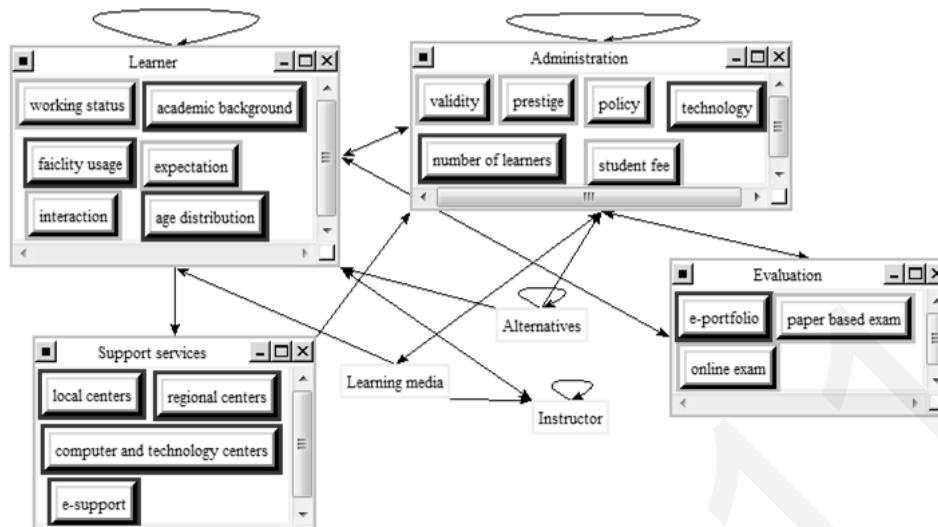 Learner
working status
academic background
faiclity usage
expectation
interaction
age distribution
Administration
validity
prestige
policy
technology
number of learners
student fee
Evaluation
e-portfolio
paper based exam
online exam
Alternatives
Learning media
Instructor
Support services
local centers
regional centers
computer and technology centers
e-support